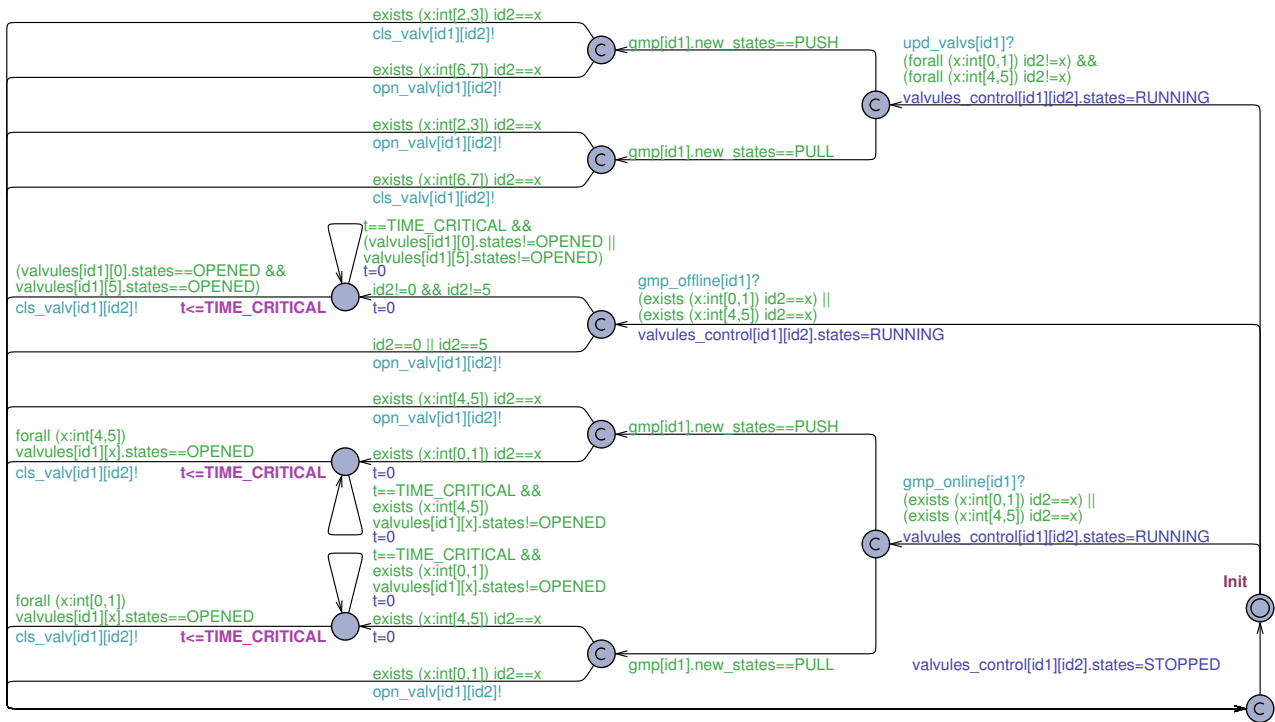 exists (x:int[2,3]) id2==x
cls_valv[id1][id2]!
C
gmp[id1].new_states==PUSH
exists (x:int[6,7]) id2==x
opn_valv[id1][id2]!
upd_valvs[id1]?
(forall (x:int[0,1]) id2!=x) &&
(forall (x:int[4,5]) id2!=x)
C
valvules_control[id1][id2].states=RUNNING
exists (x:int[2,3]) id2==x
opn_valv[id1][id2]!
C
gmp[id1].new_states==PULL
exists (x:int[6,7]) id2==x
cls_valv[id1][id2]!
t==TIME_CRITICAL &&
(valvules[id1][0].states!=OPENED ||
valvules[id1][5].states!=OPENED)
t=0
(valvules[id1][0].states==OPENED &&
valvules[id1][5].states==OPENED)
cls_valv[id1][id2]!
t<=TIME_CRITICAL
id2!=0 && id2!=5
t=0
C
gmp_offline[id1]?
(exists (x:int[0,1]) id2==x) ||
(exists (x:int[4,5]) id2==x)
valvules_control[id1][id2].states=RUNNING
id2==0 || id2==5
opn_valv[id1][id2]!
exists (x:int[4,5]) id2==x
opn_valv[id1][id2]!
C
gmp[id1].new_states==PUSH
forall (x:int[4,5])
valvules[id1][x].states==OPENED
cls_valv[id1][id2]!
t<=TIME_CRITICAL
exists (x:int[0,1]) id2==x
t=0
t==TIME_CRITICAL &&
exists (x:int[4,5])
valvules[id1][x].states!=OPENED
t=0
gmp_online[id1]?
(exists (x:int[0,1]) id2==x) ||
(exists (x:int[4,5]) id2==x)
C
valvules_control[id1][id2].states=RUNNING
t==TIME_CRITICAL &&
exists (x:int[0,1])
valvules[id1][x].states!=OPENED
t=0
Init
forall (x:int[0,1])
valvules[id1][x].states==OPENED
cls_valv[id1][id2]!
t<=TIME_CRITICAL
exists (x:int[4,5]) id2==x
t=0
C
gmp[id1].new_states==PULL
valvules_control[id1][id2].states=STOPPED
exists (x:int[0,1]) id2==x
opn_valv[id1][id2]!
C